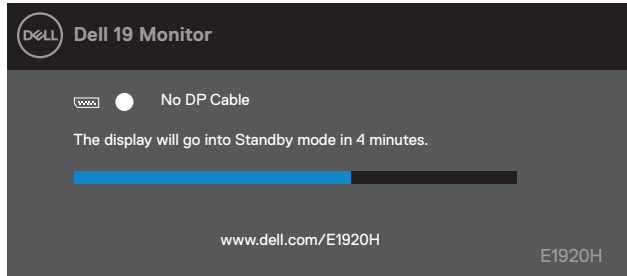 DELL Dell 19 Monitor
No DP Cable
The display will go into Standby mode in 4 minutes.
www.dell.com/E1920H
E1920H